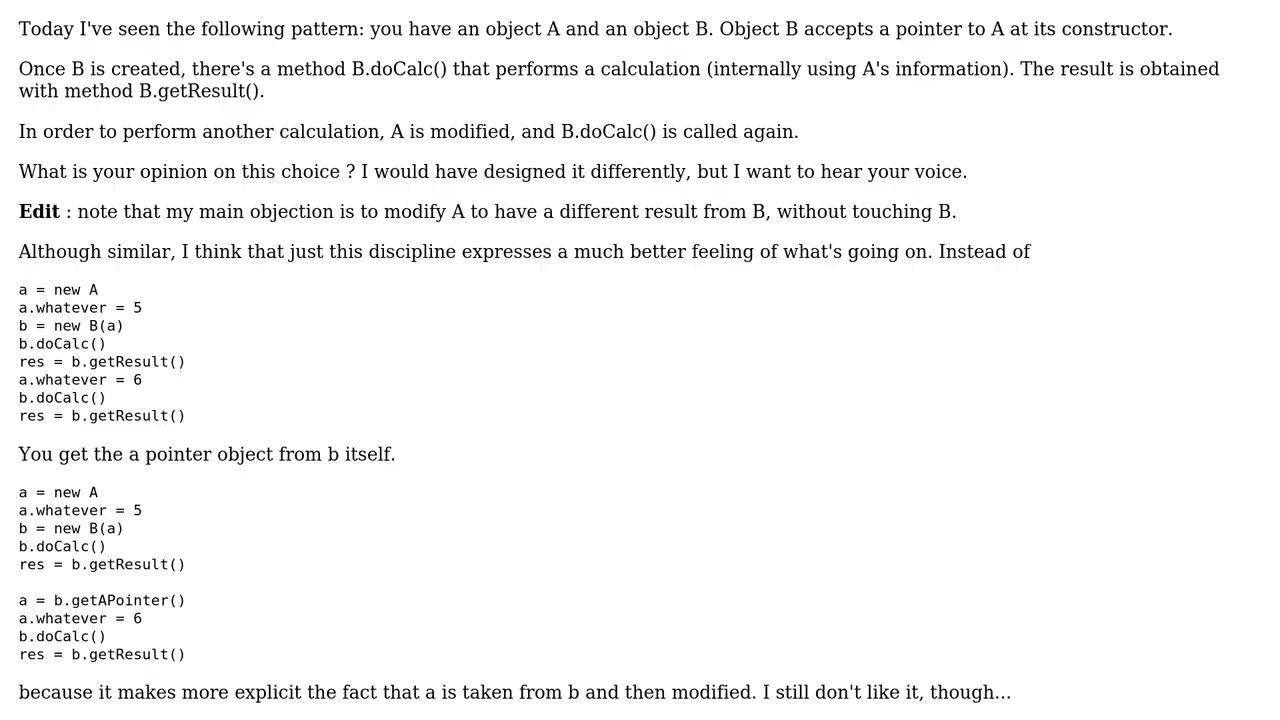 Today I've seen the following pattern: you have an object A and an object B. Object B accepts a pointer to A at its constructor.
Once B is created, there's a method B.doCalc() that performs a calculation (internally using A's information). The result is obtained
with method B.getResult().
In order to perform another calculation, A is modified, and B.doCalc() is called again.
What is your opinion on this choice ? I would have designed it differently, but I want to hear your voice.
Edit : note that my main objection is to modify A to have a different result from B, without touching B.
Although similar, I think that just this discipline expresses a much better feeling of what's going on. Instead of
a = new A
a.whatever = 5
b = new B(a)
b.doCalc()
res = b.getResult()
a.whatever = 6
b.doCalc()
res = b.getResult()
You get the a pointer object from b itself.
a = new A
a.whatever = 5
b = new B(a)
b.doCalc()
res = b.getResult()
a = b.getAPointer()
a.whatever = 6
b.doCalc()
res = b.getResult()
because it makes more explicit the fact that a is taken from b and then modified. I still don't like it, though...